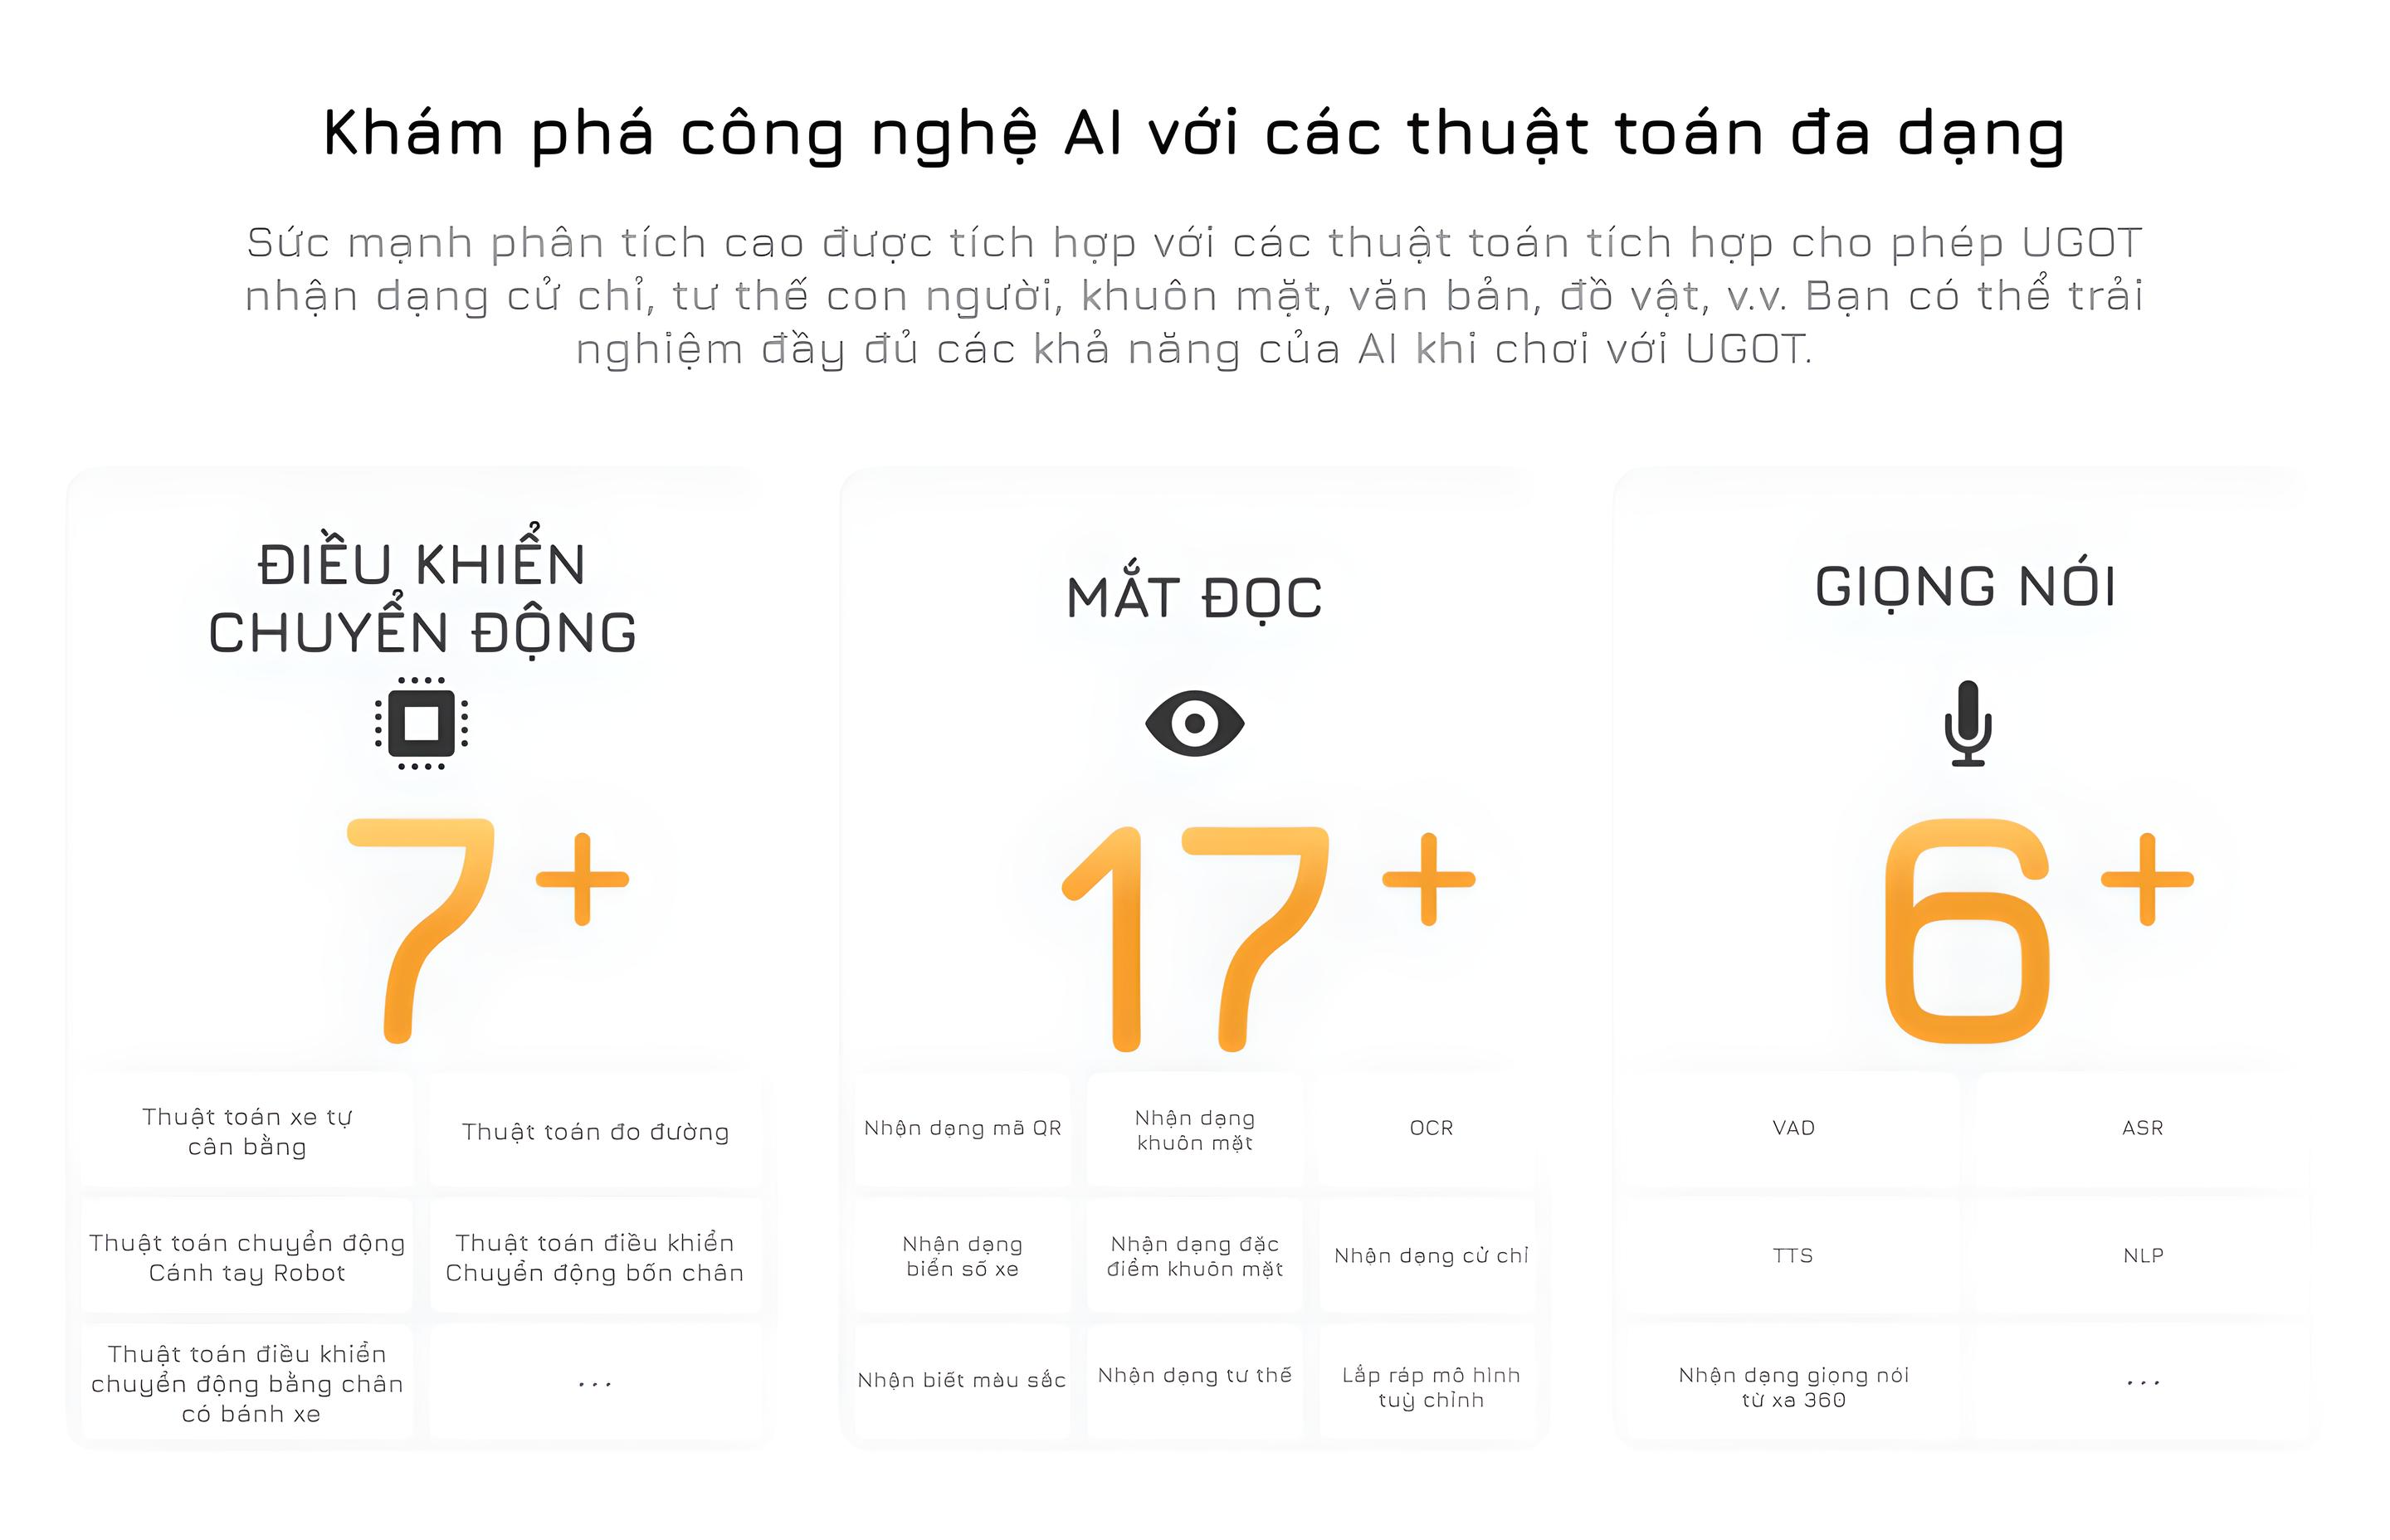 Khám phá công nghệ AI với các thuật toán đa dạng
Sức mạnh phân tích cao được tích hợp với các thuật toán tích hợp cho phép UGOT
nhận dạng cử chỉ, tư thế con người, khuôn mặt, văn bản, đồ vật, v.v. Bạn có thể trải
nghiệm đầy đủ các khả năng của AI khi chơi với UGOT.
ĐIỀU KHIỂN
CHUYỂN ĐỘNG
7+
Thuật toán xe tự
cân bằng
Thuật toán đo đường
Thuật toán chuyển động
Cánh tay Robot
Thuật toán điều khiển
Chuyển động bốn chân
Thuật toán điều khiển
chuyển động bằng chân
có bánh xe
...
MẮT ĐỌC
17+
Nhận dạng mã QR
Nhận dạng
khuôn mặt
OCR
Nhận dạng
biển số xe
Nhận dạng đặc
điểm khuôn mặt
Nhận dạng cử chỉ
Nhận biết màu sắc
Nhận dạng tư thế
Lắp ráp mô hình
tuỳ chỉnh
GIỌNG NÓI
6+
VAD
ASR
TTS
NLP
Nhận dạng giọng nói
từ xa 360
...